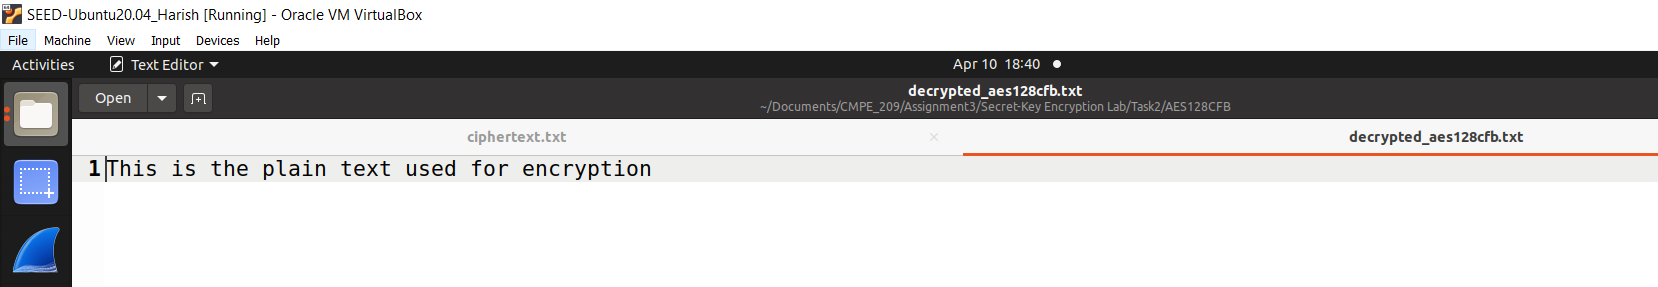 SEED-Ubuntu20.04_Harish [Running] - Oracle VM VirtualBox
File Machine View Input Devices Help
Activities Text Editor Apr 10 18:40
Open decrypted_aes128cfb.txt
~/Documents/CMPE_209/Assignment3/Secret-Key Encryption Lab/Task2/AES128CFB
ciphertext.txt × decrypted_aes128cfb.txt
1 This is the plain text used for encryption